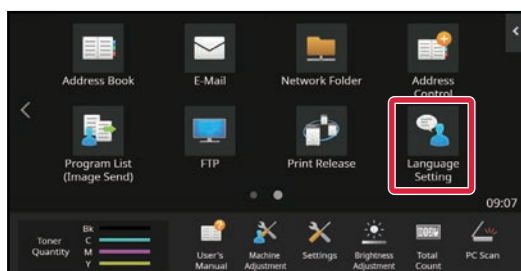 Address Book
E-Mail
Network Folder
Address
Control
Program List
(Image Send)
FTP
Print Release
Language
Setting
09:07
Toner
Quantity
Bk
C
M
Y
User's
Manual
Machine
Adjustment
Settings
Brightness
Adjustment
Total
Count
PC Scan